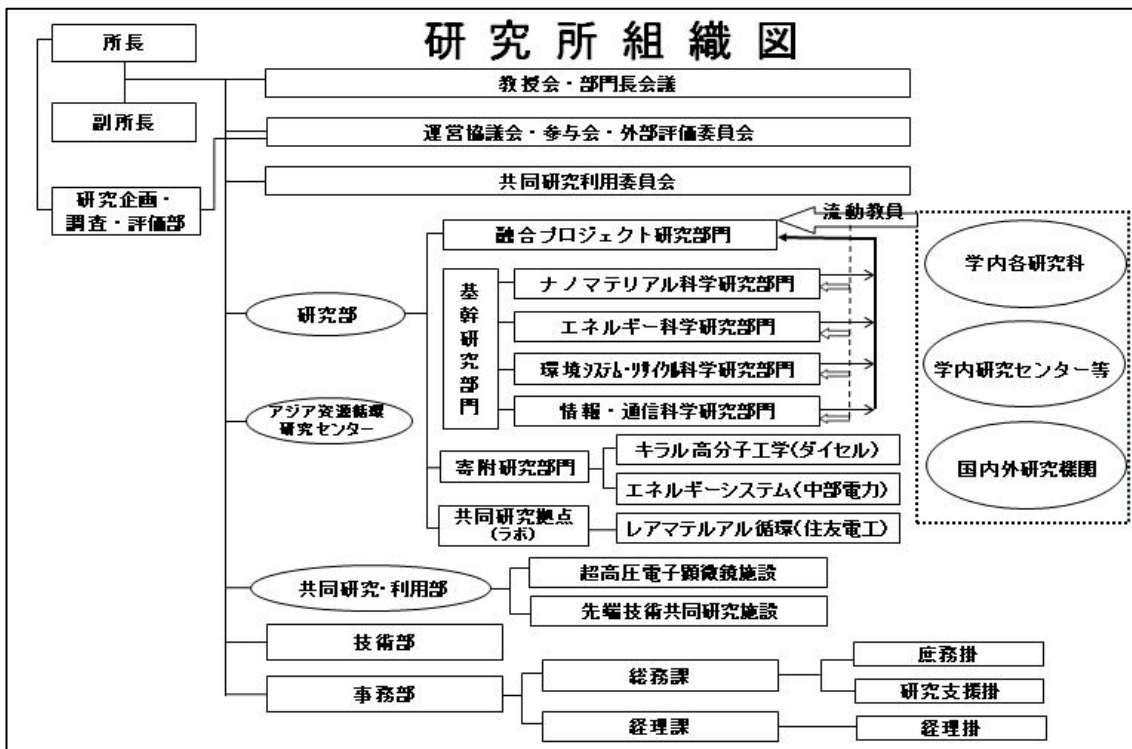 研究所組織図
所長
教授会・部門長会議
副所長
運営協議会・参与会・外部評価委員会
共同研究利用委員会
研究企画・
調査・評価部
流動教員
融合プロジェクト研究部門
学内各研究科
基幹研究部門
ナノマテリアル科学研究部門
研究部
エネルギー科学研究部門
学内研究センター等
環境システム・リサイクル科学研究部門
アジア資源循環
研究センター
情報・通信科学研究部門
キラル高分子工学(ダイセル)
寄附研究部門
国内外研究機関
エネルギーシステム(中部電力)
共同研究拠点
(ラボ)
レアマテルアル循環(住友電工)
超高圧電子顕微鏡施設
共同研究・利用部
先端技術共同研究施設
技術部
庶務掛
総務課
事務部
研究支援掛
経理課
経理掛